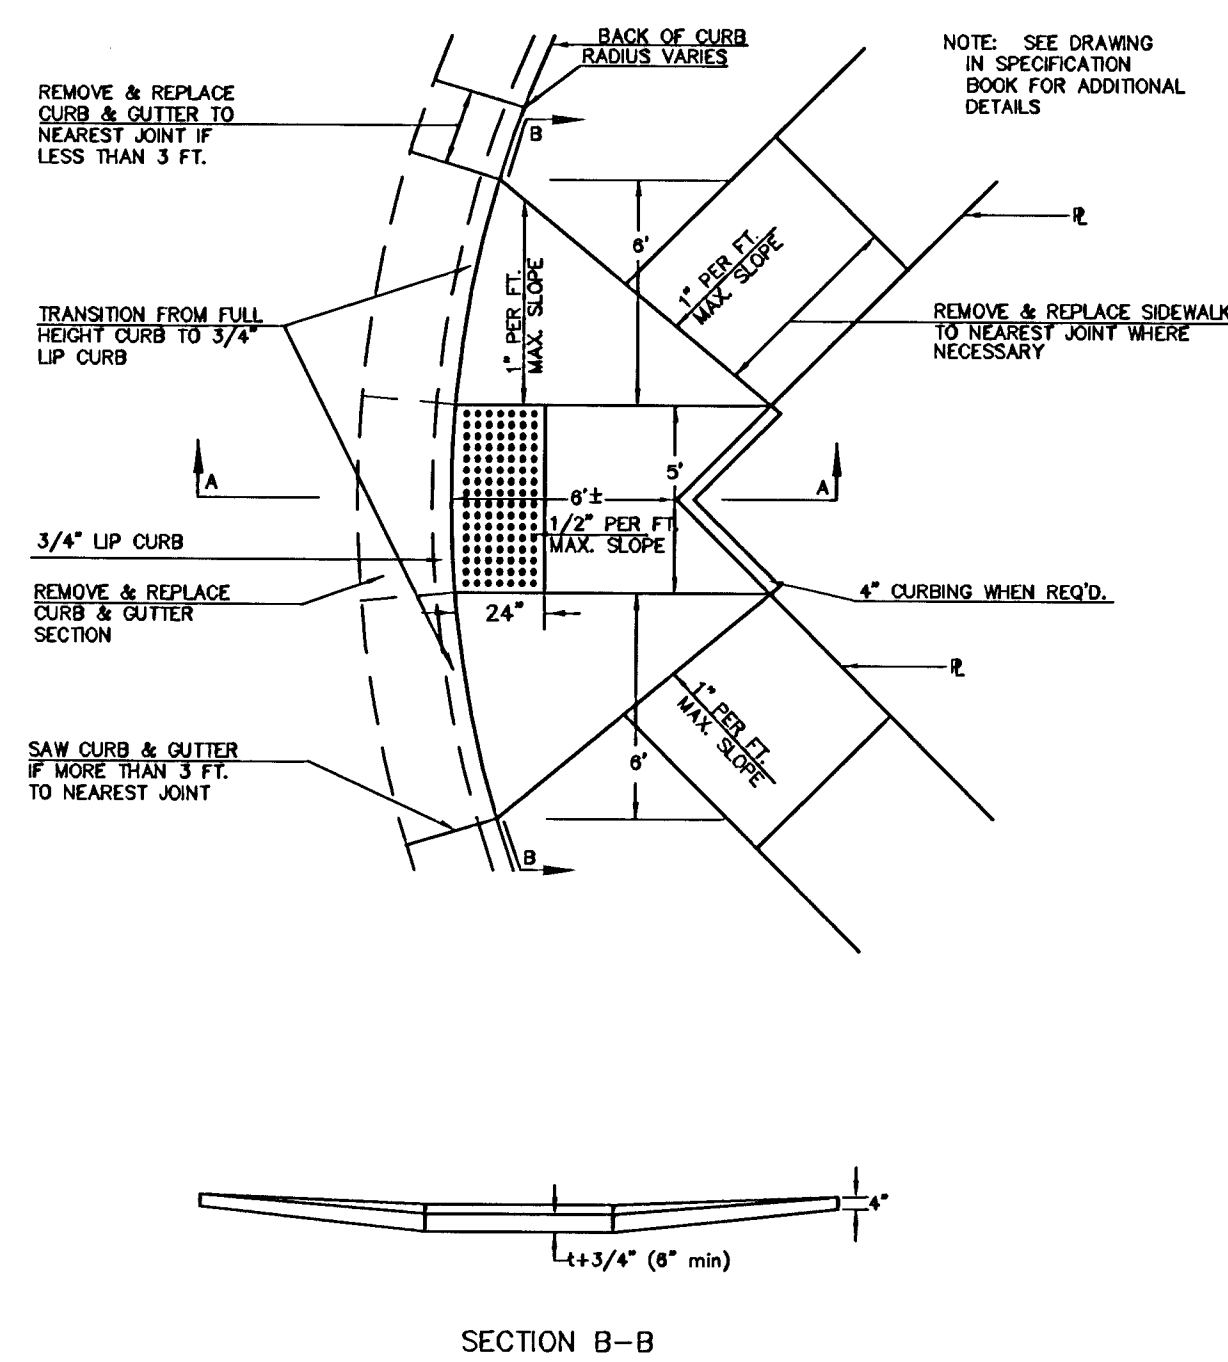 BACK OF CURB
RADIUS VARIES
NOTE: SEE DRAWING
IN SPECIFICATION
BOOK FOR ADDITIONAL
DETAILS
REMOVE & REPLACE
CURB & GUTTER TO
NEAREST JOINT IF
LESS THAN 3 FT.
B
6'
1" PER FT.
MAX. SLOPE
PL
1" PER FT.
MAX. SLOPE
TRANSITION FROM FULL
HEIGHT CURB TO 3/4"
LIP CURB
REMOVE & REPLACE SIDEWALK
TO NEAREST JOINT WHERE
NECESSARY
A
5'
A
6'±
1/2" PER FT.
MAX. SLOPE
3/4" LIP CURB
REMOVE & REPLACE
CURB & GUTTER
SECTION
24"
4" CURBING WHEN REQ'D.
PL
1" PER FT.
MAX. SLOPE
SAW CURB & GUTTER
IF MORE THAN 3 FT.
TO NEAREST JOINT
6'
B
4"
t+3/4" (6" min)
SECTION B-B